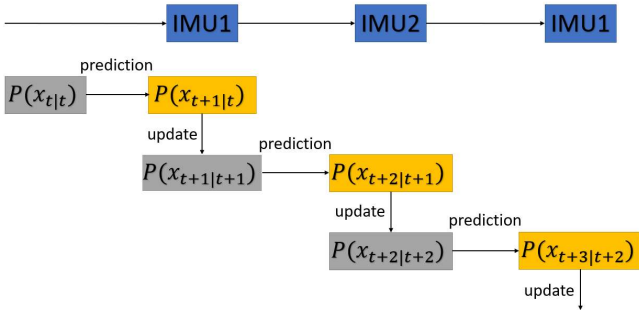 IMU1 IMU2 IMU1
prediction
P(x_{t|t}) P(x_{t+1|t})
update prediction
P(x_{t+1|t+1}) P(x_{t+2|t+1})
update prediction
P(x_{t+2|t+2}) P(x_{t+3|t+2})
update